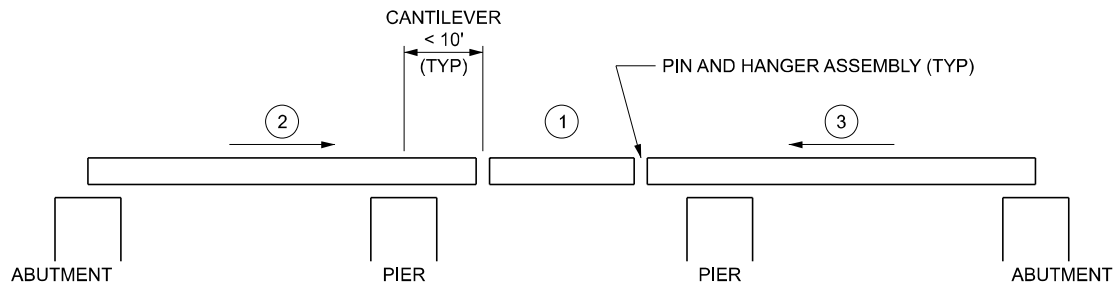 CANTILEVER
< 10'
(TYP)
PIN AND HANGER ASSEMBLY (TYP)
2
1
3
ABUTMENT
PIER
PIER
ABUTMENT